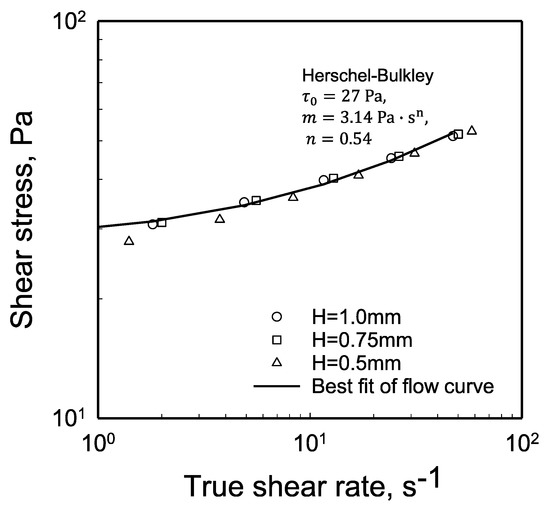 10²
Herschel-Bulkley
τ₀ = 27 Pa,
m = 3.14 Pa · sⁿ,
n = 0.54
Shear stress, Pa
H=1.0mm
H=0.75mm
H=0.5mm
Best fit of flow curve
10¹
10⁰ 10¹ 10²
True shear rate, s⁻¹